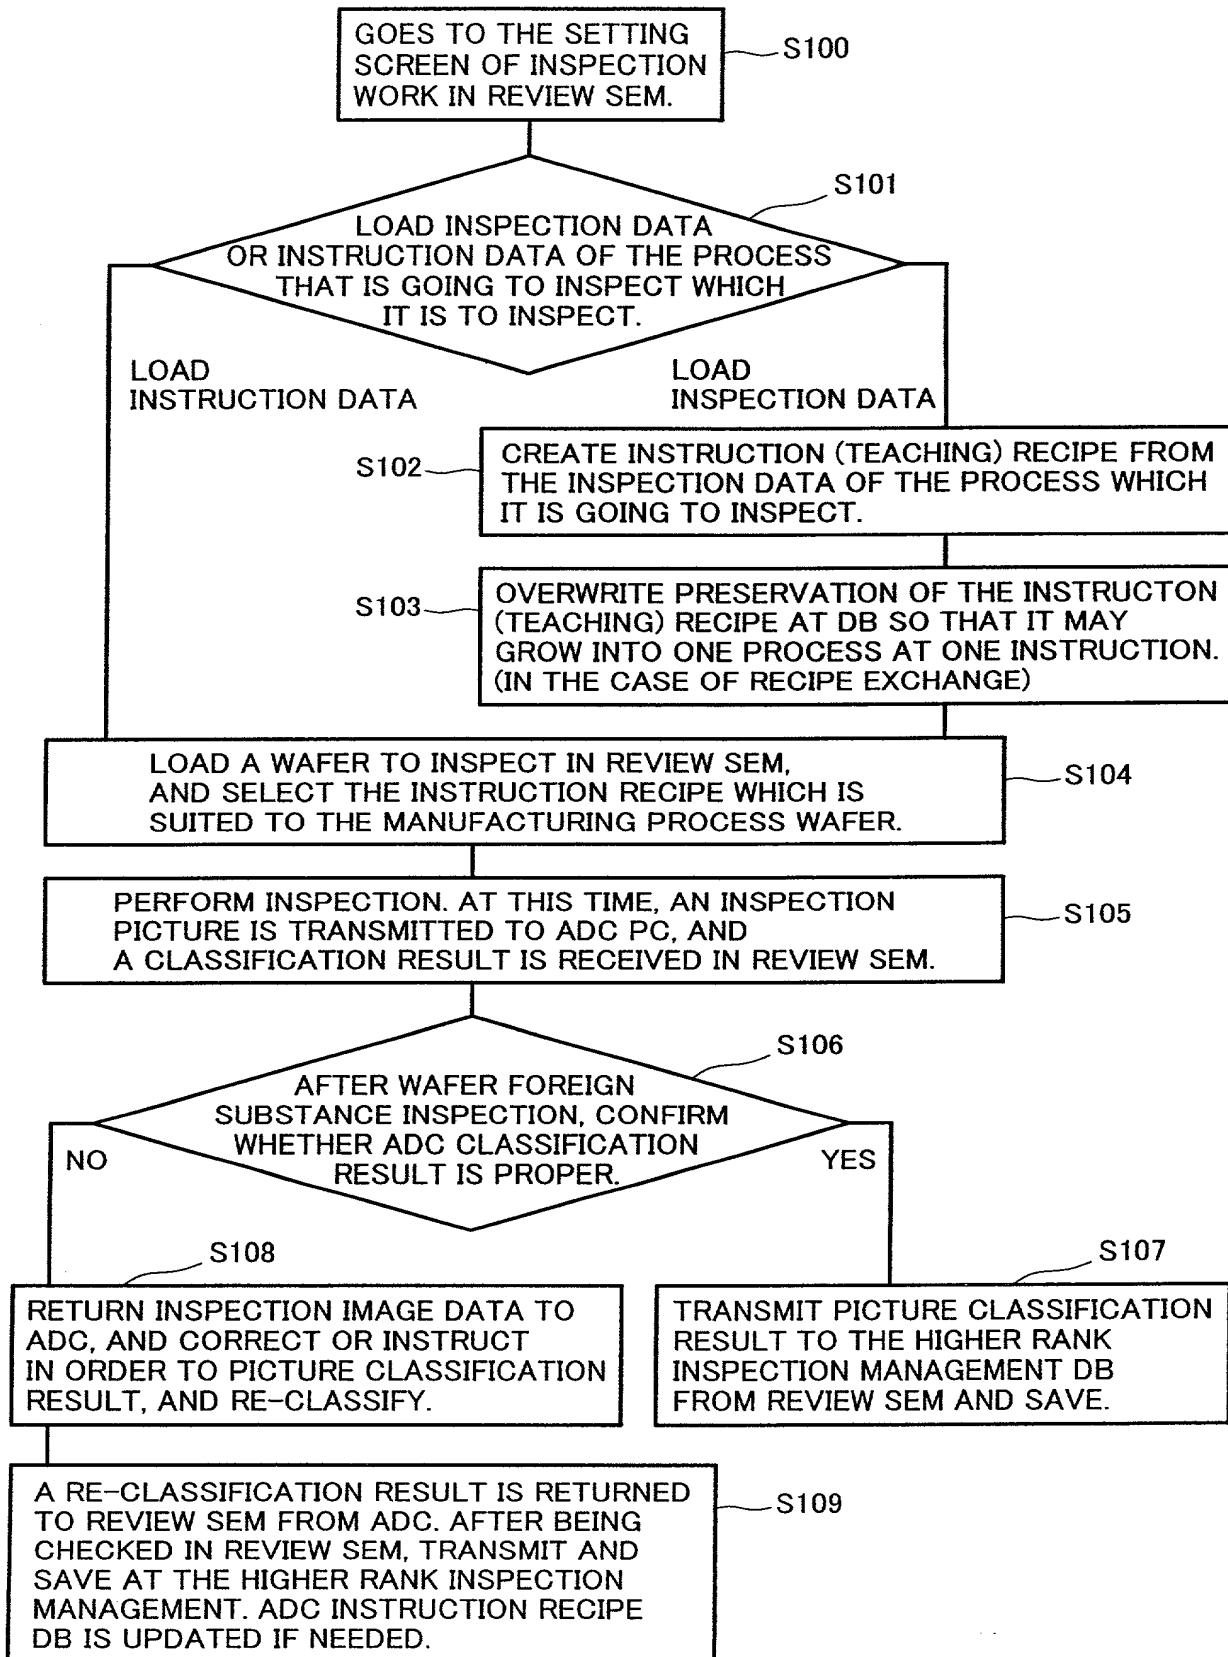 GOES TO THE SETTING
SCREEN OF INSPECTION
WORK IN REVIEW SEM.
S100
S101
LOAD INSPECTION DATA
OR INSTRUCTION DATA OF THE PROCESS
THAT IS GOING TO INSPECT WHICH
IT IS TO INSPECT.
LOAD
INSTRUCTION DATA
LOAD
INSPECTION DATA
S102
CREATE INSTRUCTION (TEACHING) RECIPE FROM
THE INSPECTION DATA OF THE PROCESS WHICH
IT IS GOING TO INSPECT.
S103
OVERWRITE PRESERVATION OF THE INSTRUCTON
(TEACHING) RECIPE AT DB SO THAT IT MAY
GROW INTO ONE PROCESS AT ONE INSTRUCTION.
(IN THE CASE OF RECIPE EXCHANGE)
LOAD A WAFER TO INSPECT IN REVIEW SEM,
AND SELECT THE INSTRUCTION RECIPE WHICH IS
SUITED TO THE MANUFACTURING PROCESS WAFER.
S104
PERFORM INSPECTION. AT THIS TIME, AN INSPECTION
PICTURE IS TRANSMITTED TO ADC PC, AND
A CLASSIFICATION RESULT IS RECEIVED IN REVIEW SEM.
S105
S106
AFTER WAFER FOREIGN
SUBSTANCE INSPECTION, CONFIRM
WHETHER ADC CLASSIFICATION
RESULT IS PROPER.
NO
YES
S108
RETURN INSPECTION IMAGE DATA TO
ADC, AND CORRECT OR INSTRUCT
IN ORDER TO PICTURE CLASSIFICATION
RESULT, AND RE-CLASSIFY.
S107
TRANSMIT PICTURE CLASSIFICATION
RESULT TO THE HIGHER RANK
INSPECTION MANAGEMENT DB
FROM REVIEW SEM AND SAVE.
A RE-CLASSIFICATION RESULT IS RETURNED
TO REVIEW SEM FROM ADC. AFTER BEING
CHECKED IN REVIEW SEM, TRANSMIT AND
SAVE AT THE HIGHER RANK INSPECTION
MANAGEMENT. ADC INSTRUCTION RECIPE
DB IS UPDATED IF NEEDED.
S109